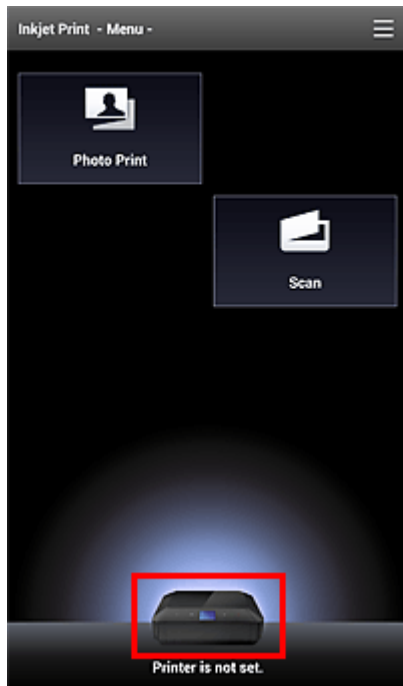 Inkjet Print - Menu -
Photo Print
Scan
Printer is not set.